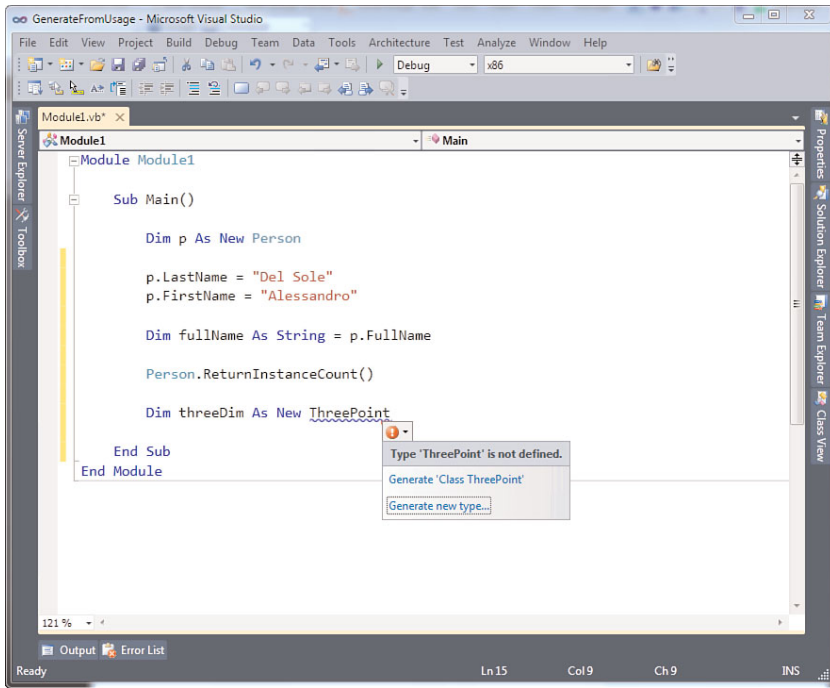 GenerateFromUsage - Microsoft Visual Studio
File Edit View Project Build Debug Team Data Tools Architecture Test Analyze Window Help
Debug x86
Module1.vb*
Module1 Main
Server Explorer
Toolbox
Module Module1
Sub Main()
Dim p As New Person
p.LastName = "Del Sole"
p.FirstName = "Alessandro"
Dim fullName As String = p.FullName
Person.ReturnInstanceCount()
Dim threeDim As New ThreePoint
End Sub
End Module
Type 'ThreePoint' is not defined.
Generate 'Class ThreePoint'
Generate new type...
Properties
Solution Explorer
Team Explorer
Class View
121 %
Output Error List
Ready Ln 15 Col 9 Ch 9 INS